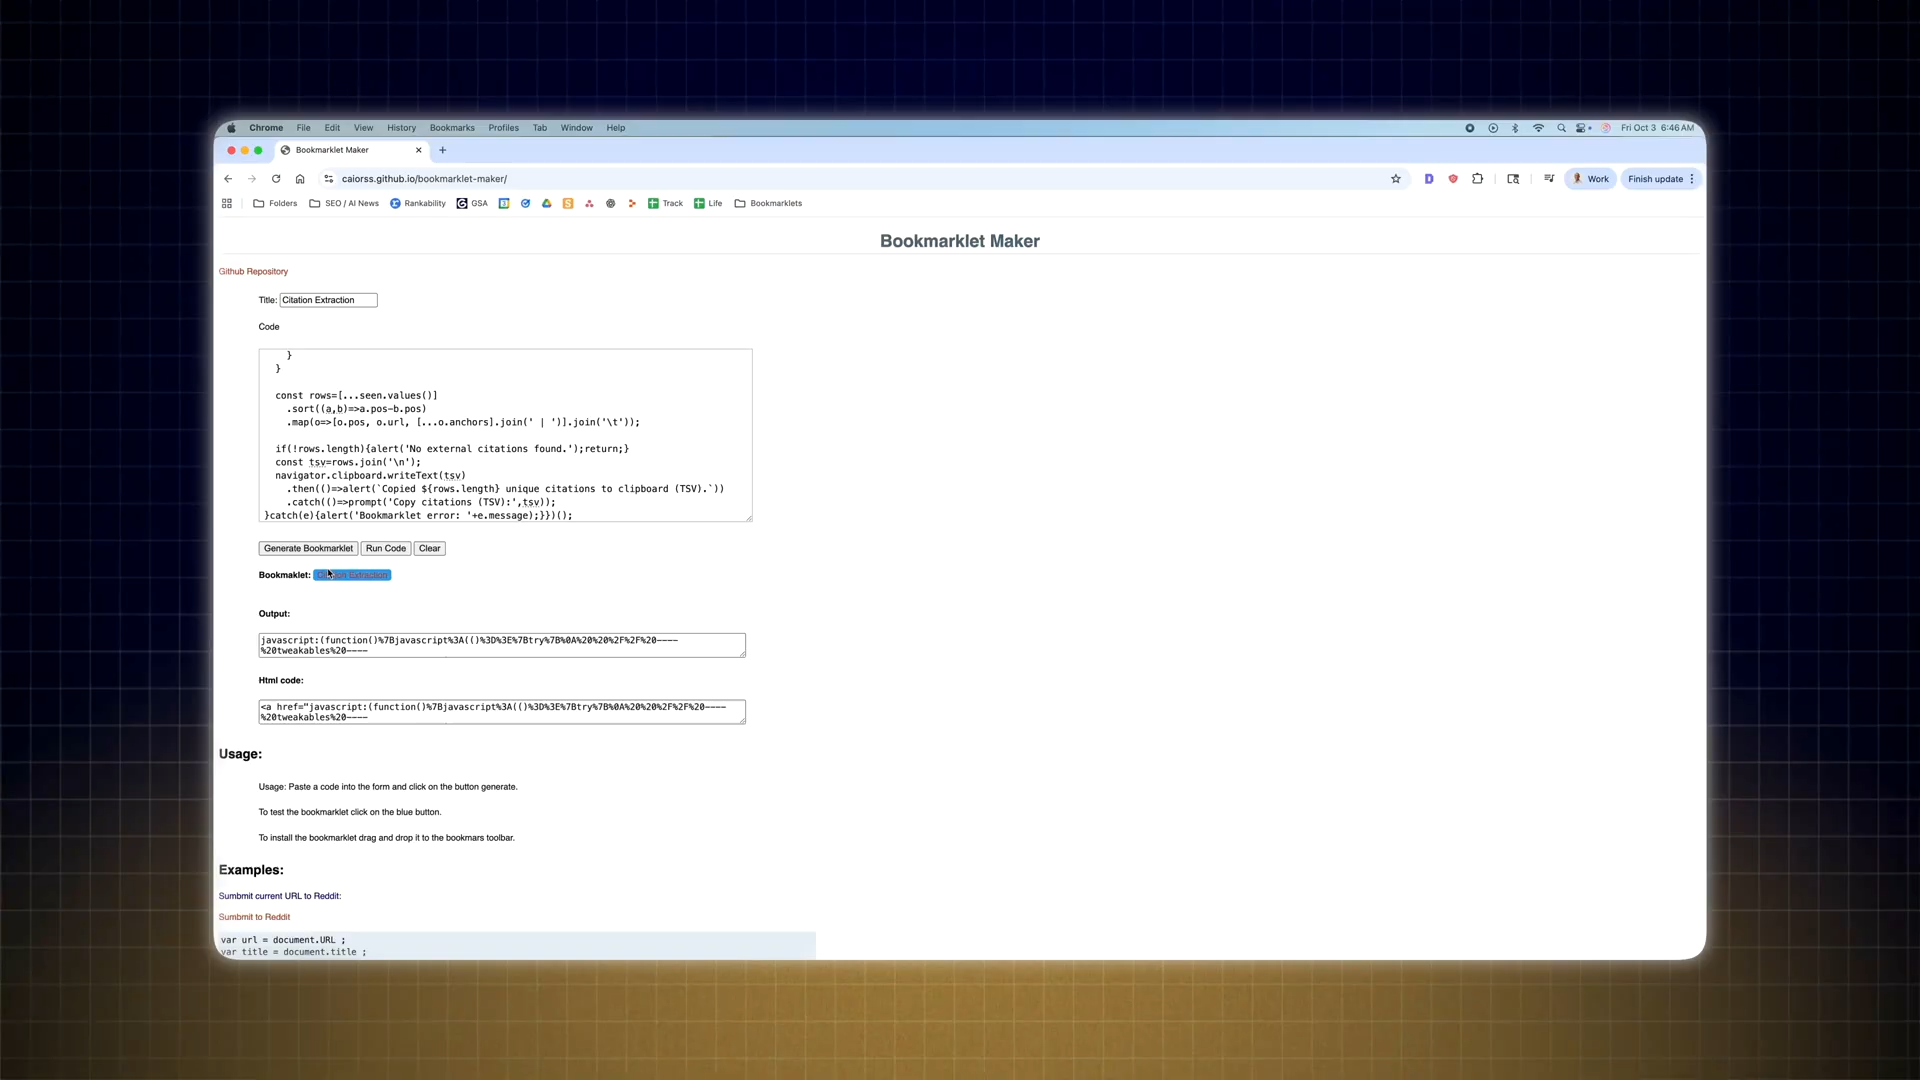 Chrome File Edit View History Bookmarks Profiles Tab Window Help Fri Oct 3 6:46 AM
Bookmarklet Maker
caiorss.github.io/bookmarklet-maker/ Work Finish update
Folders SEO / AI News Rankability GSA Track Life Bookmarklets
Bookmarklet Maker
Github Repository
Title: Citation Extraction
Code
}
}
const rows=[...seen.values()]
.sort((a,b)=>a.pos-b.pos)
.map(o=>[o.pos, o.url, [...o.anchors].join(' | ')].join('\t'));
if(!rows.length){alert('No external citations found.');return;}
const tsv=rows.join('\n');
navigator.clipboard.writeText(tsv)
.then(()=>alert(`Copied ${rows.length} unique citations to clipboard (TSV).`))
.catch(()=>prompt('Copy citations (TSV):',tsv));
}catch(e){alert('Bookmarklet error: '+e.message);}})();
Generate Bookmarklet Run Code Clear
Bookmaklet: Citation Extraction
Output:
javascript:(function()%7Bjavascript%3A(()%3D%3E%7Btry%7B%0A%20%20%2F%2F%20----
%20tweakables%20----
Html code:
<a href="javascript:(function()%7Bjavascript%3A(()%3D%3E%7Btry%7B%0A%20%20%2F%2F%20----
%20tweakables%20----
Usage:
Usage: Paste a code into the form and click on the button generate.
To test the bookmarklet click on the blue button.
To install the bookmarklet drag and drop it to the bookmars toolbar.
Examples:
Sumbmit current URL to Reddit:
Sumbmit to Reddit
var url = document.URL ;
var title = document.title ;